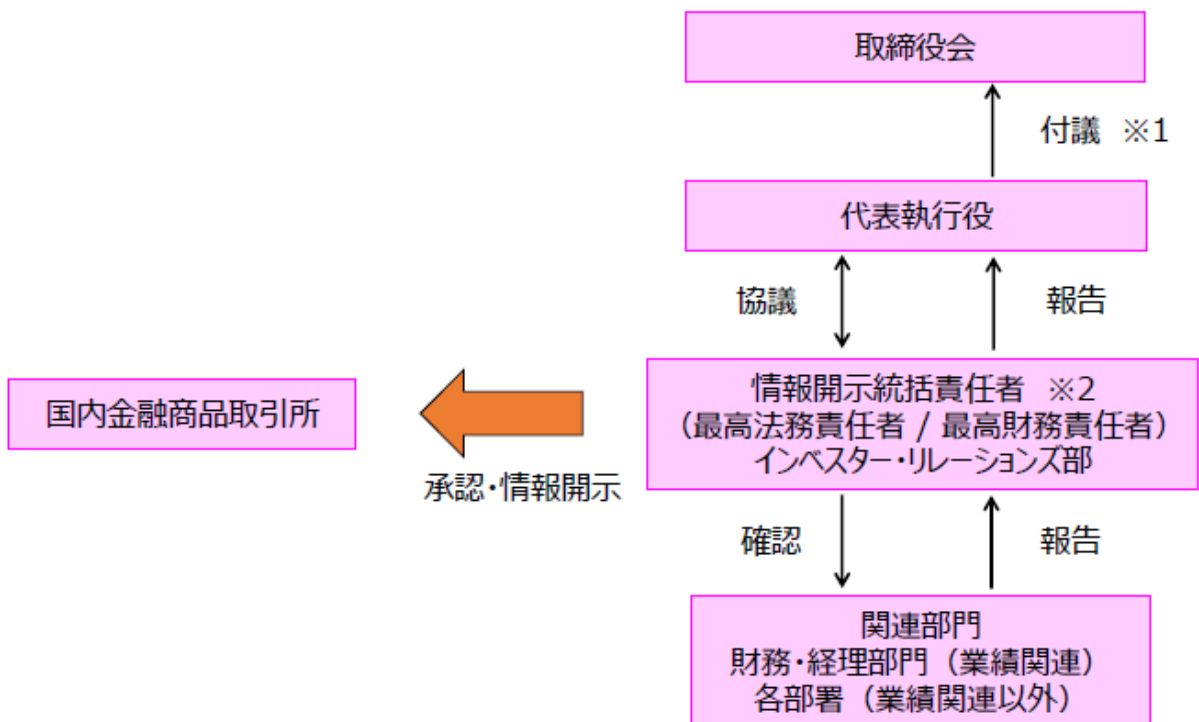 取締役会
付議 ※1
代表執行役
協議
報告
情報開示統括責任者 ※2
(最高法務責任者 / 最高財務責任者)
インベスター・リレーションズ部
国内金融商品取引所
承認・情報開示
確認
報告
関連部門
財務・経理部門（業績関連）
各部署（業績関連以外）